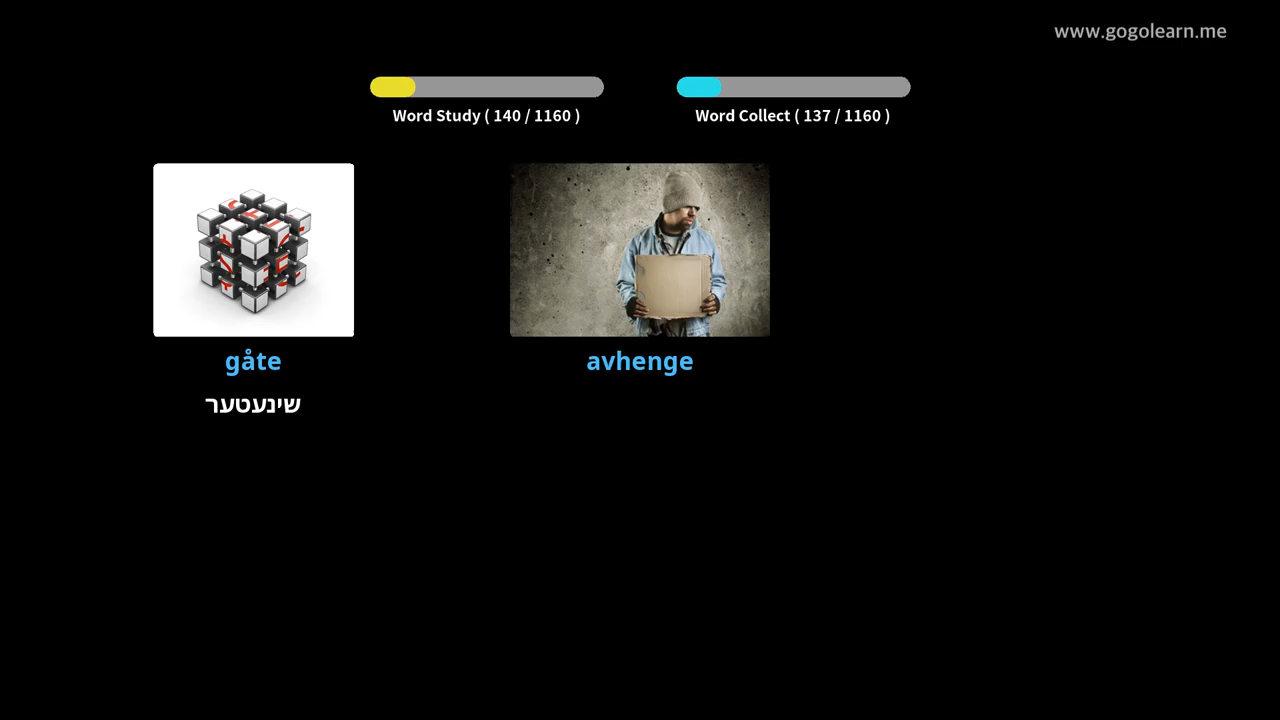 www.gogolearn.me
Word Study ( 140 / 1160 )
Word Collect ( 137 / 1160 )
gåte
avhenge
שינעטער